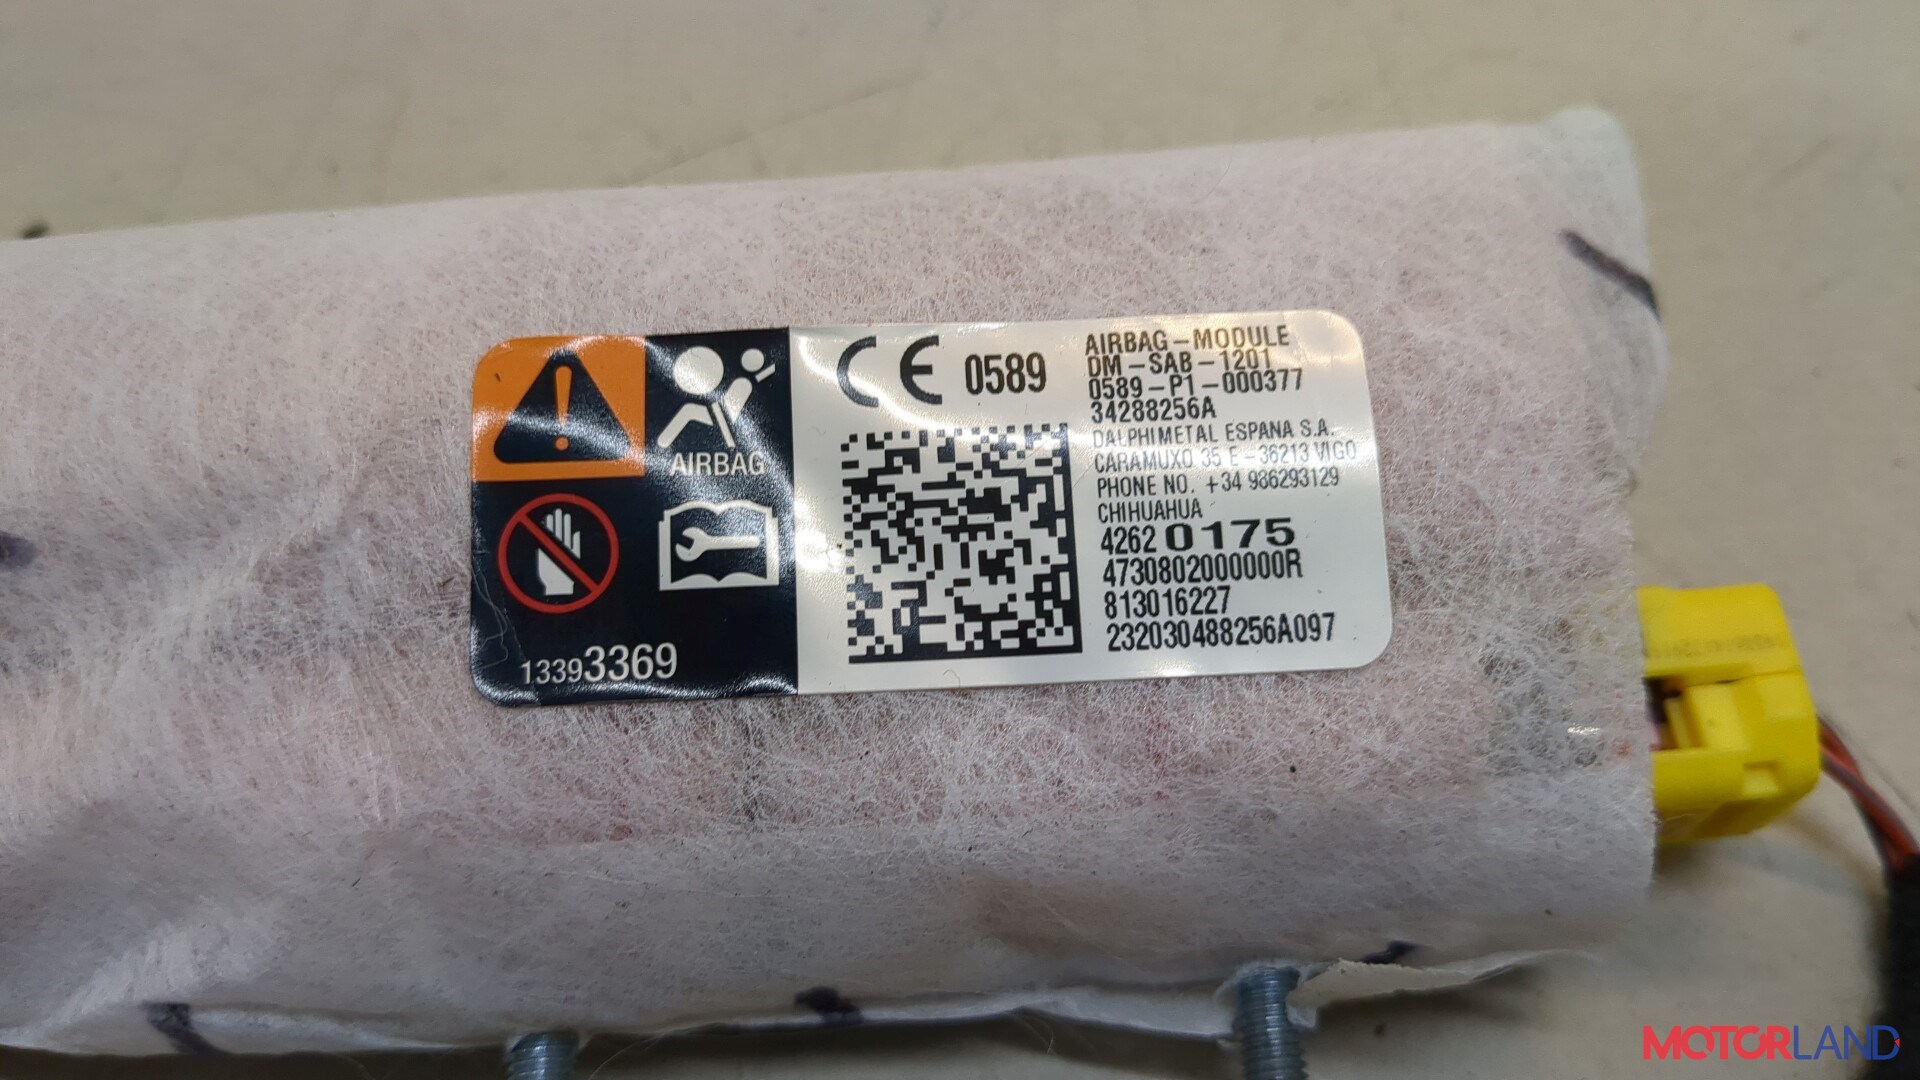 AIRBAG
13393369
CE 0589
AIRBAG-MODULE
DM-SAB-1201
0589-P1-000377
34288256A
DALPHIMETAL ESPANA S.A.
CARAMUXO 35 E-36213 VIGO
PHONE NO. +34 986293129
CHIHUAHUA
4262 0175
4730802000000R
813016227
232030488256A097
MOTORLAND